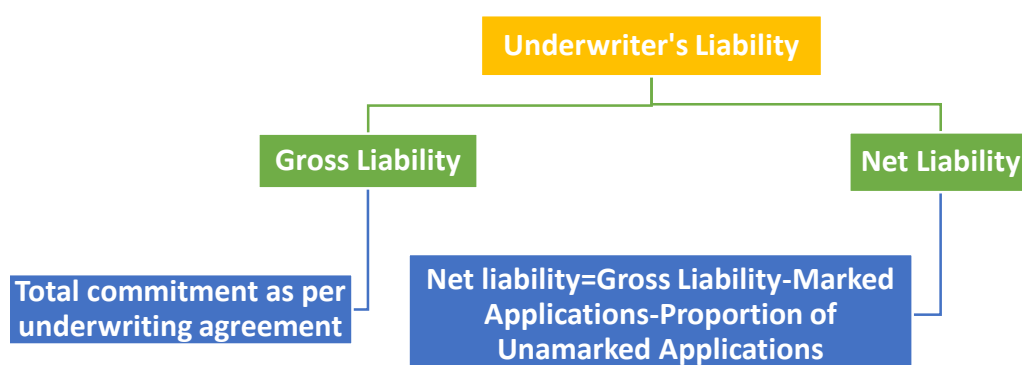 Underwriter's Liability
Gross Liability
Net Liability
Total commitment as per
underwriting agreement
Net liability=Gross Liability-Marked
Applications-Proportion of
Unamarked Applications